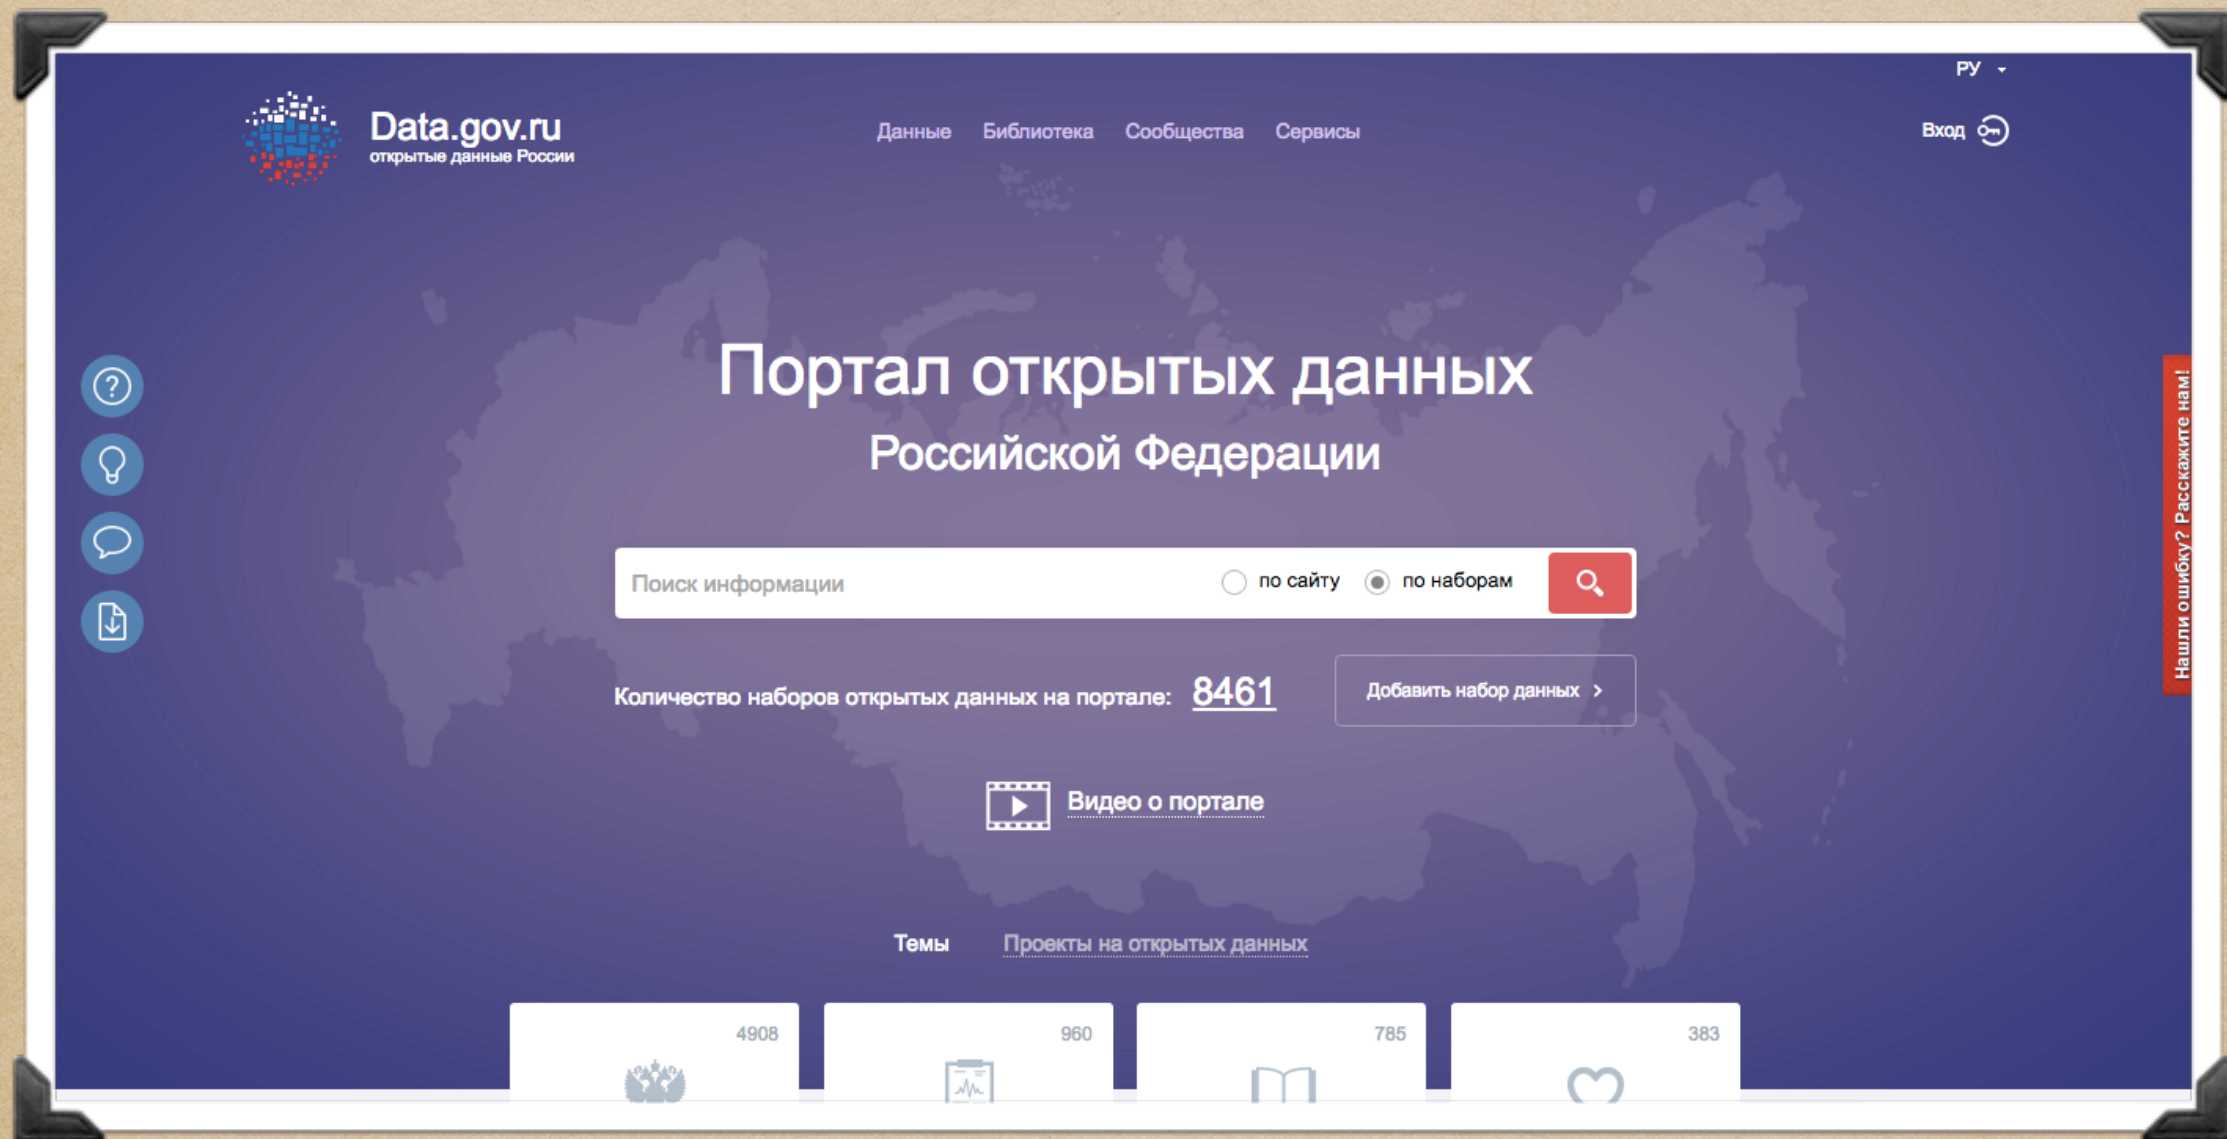 РУ
Data.gov.ru
открытые данные России
Данные Библиотека Сообщества Сервисы
Вход
Портал открытых данных
Российской Федерации
Поиск информации по сайту по наборам
Количество наборов открытых данных на портале: 8461
Добавить набор данных >
Видео о портале
Темы Проекты на открытых данных
4908 960 785 383
Нашли ошибку? Расскажите нам!